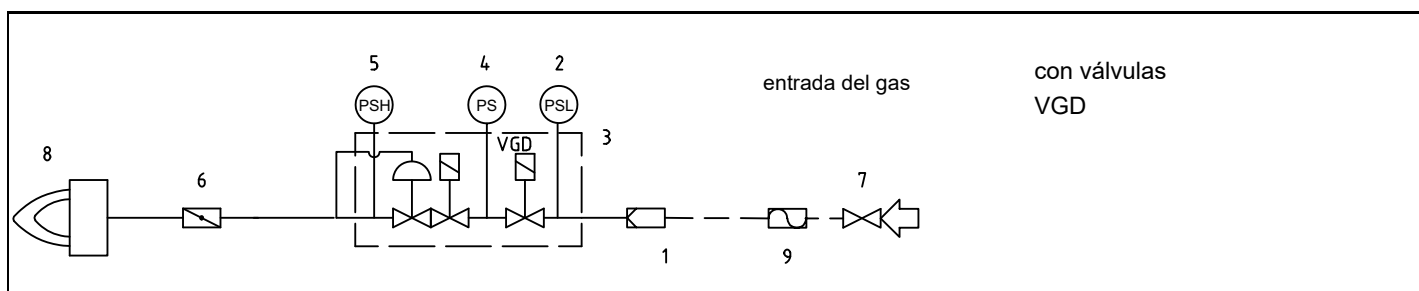 5 4 2
entrada del gas
con válvulas
VGD
PSH PS PSL
VGD 3
8
6
7
1 9